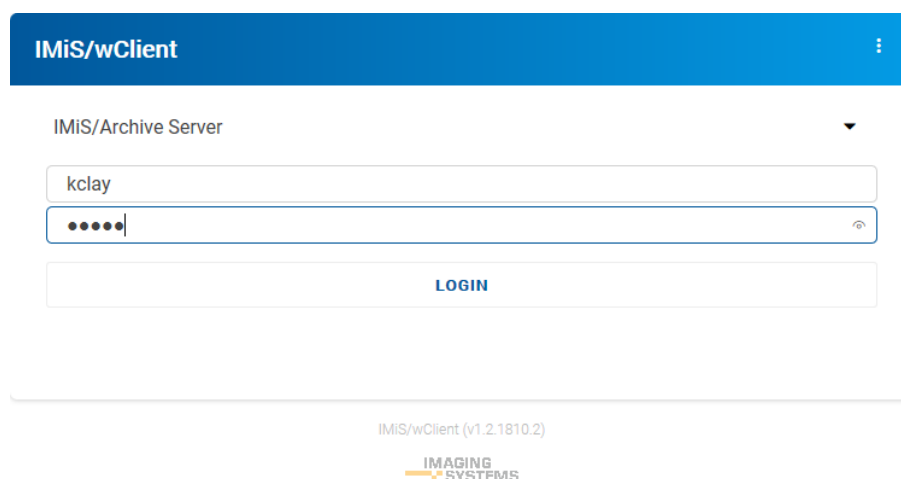 IMiS/wClient
IMiS/Archive Server
kclay
•••••
LOGIN
IMiS/wClient (v1.2.1810.2)
IMAGING
SYSTEMS